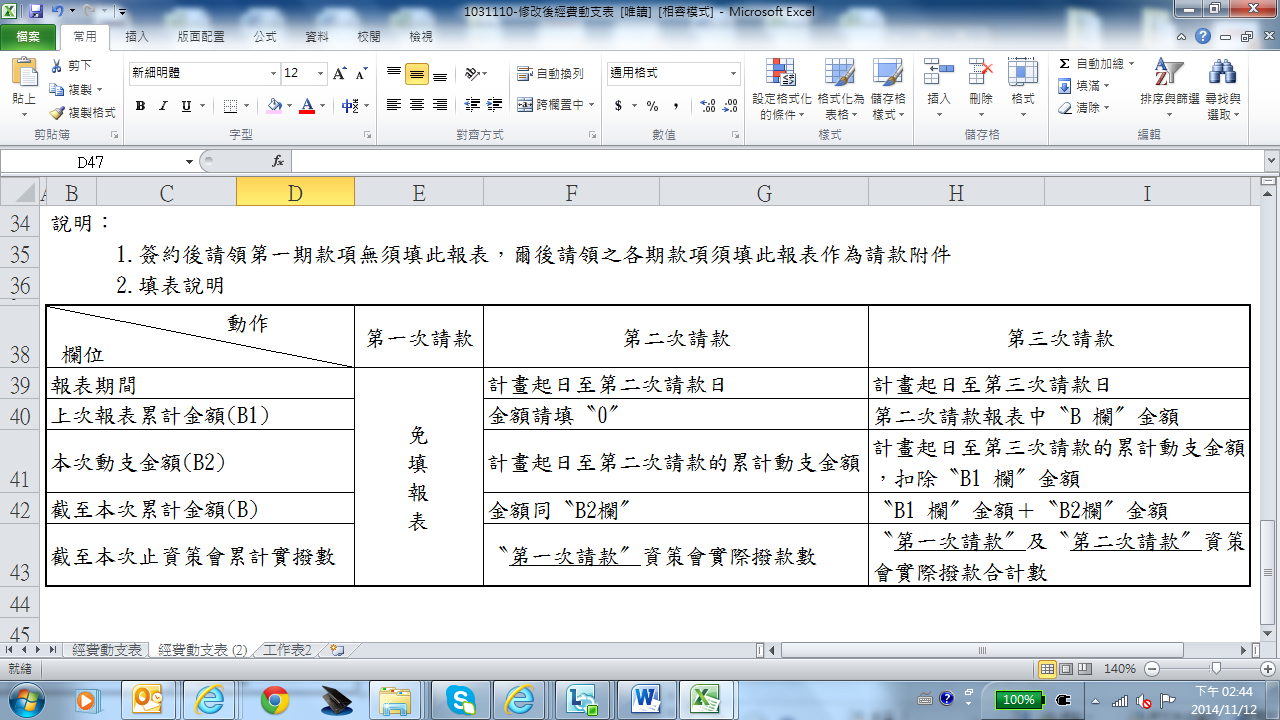 1031110-修改後經費動支表 [唯讀] [相容模式] - Microsoft Excel
檔案 常用 插入 版面配置 公式 資料 校閱 檢視
貼上 剪下 複製 複製格式 剪貼簿
新細明體 12 B I U 字型
自動換列 跨欄置中 對齊方式
通用格式 $ % , 數值
設定格式化的條件 格式化為表格 儲存格樣式 樣式
插入 刪除 格式 儲存格
Σ 自動加總 填滿 清除 排序與篩選 尋找與選取 編輯
D47 fx
A B C D E F G H I
34 說明：
35 1.簽約後請領第一期款項無須填此報表，爾後請領之各期款項須填此報表作為請款附件
36 2.填表說明
動作
38 欄位 第一次請款 第二次請款 第三次請款
39 報表期間 計畫起日至第二次請款日 計畫起日至第三次請款日
40 上次報表累計金額(B1) 金額請填〝0〞 第二次請款報表中〝B 欄〞金額
免填報表
41 本次動支金額(B2) 計畫起日至第二次請款的累計動支金額 計畫起日至第三次請款的累計動支金額
，扣除〝B1 欄〞金額
42 截至本次累計金額(B) 金額同〝B2欄〞 〝B1 欄〞金額＋〝B2欄〞金額
43 截至本次止資策會累計實撥數 〝第一次請款〞資策會實際撥款數 〝第一次請款〞及〝第二次請款〞資策
會實際撥款合計數
44
45
經費動支表 經費動支表 (2) 工作表2
就緒 140%
100% 下午 02:44
2014/11/12